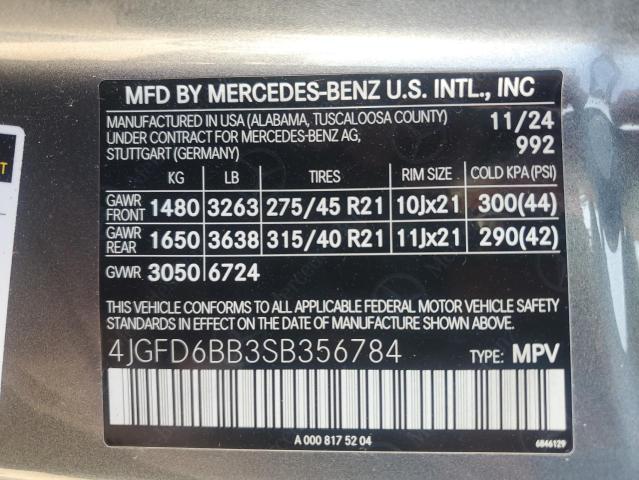 MFD BY MERCEDES-BENZ U.S. INTL., INC
MANUFACTURED IN USA (ALABAMA, TUSCALOOSA COUNTY) 11/24
UNDER CONTRACT FOR MERCEDES-BENZ AG, 992
STUTTGART (GERMANY)
KG LB TIRES RIM SIZE COLD KPA (PSI)
GAWR FRONT 1480 3263 275/45 R21 10Jx21 300(44)
GAWR REAR 1650 3638 315/40 R21 11Jx21 290(42)
GVWR 3050 6724
THIS VEHICLE CONFORMS TO ALL APPLICABLE FEDERAL MOTOR VEHICLE SAFETY
STANDARDS IN EFFECT ON THE DATE OF MANUFACTURE SHOWN ABOVE.
4JGFD6BB3SB356784 TYPE: MPV
A 000 817 52 04 6846129